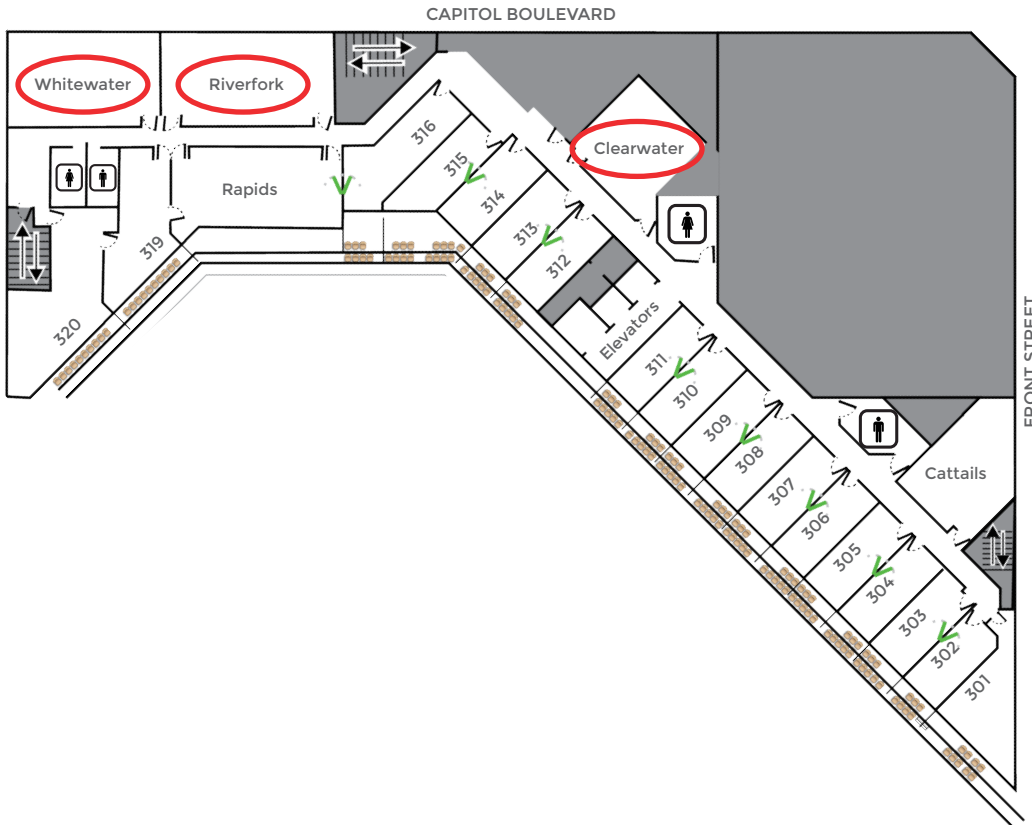 CAPITOL BOULEVARD
Whitewater
Riverfork
Clearwater
316
315
314
313
312
Rapids
319
320
Elevators
311
310
309
308
307
306
305
304
303
302
301
Cattails
FRONT STREET